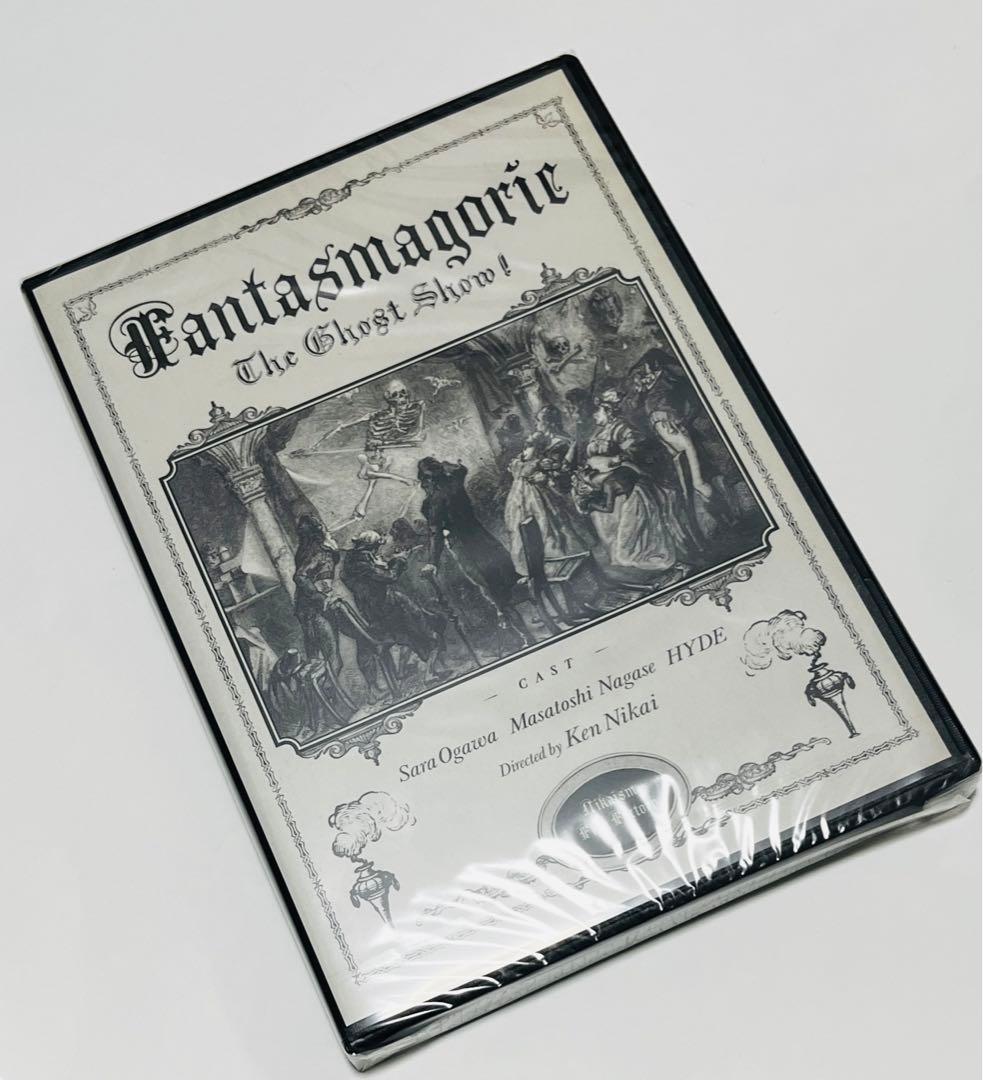 Fantasmagorie
The Ghost Show!
— CAST —
Sara Ogawa Masatoshi Nagase HYDE
Directed by Ken Nikai